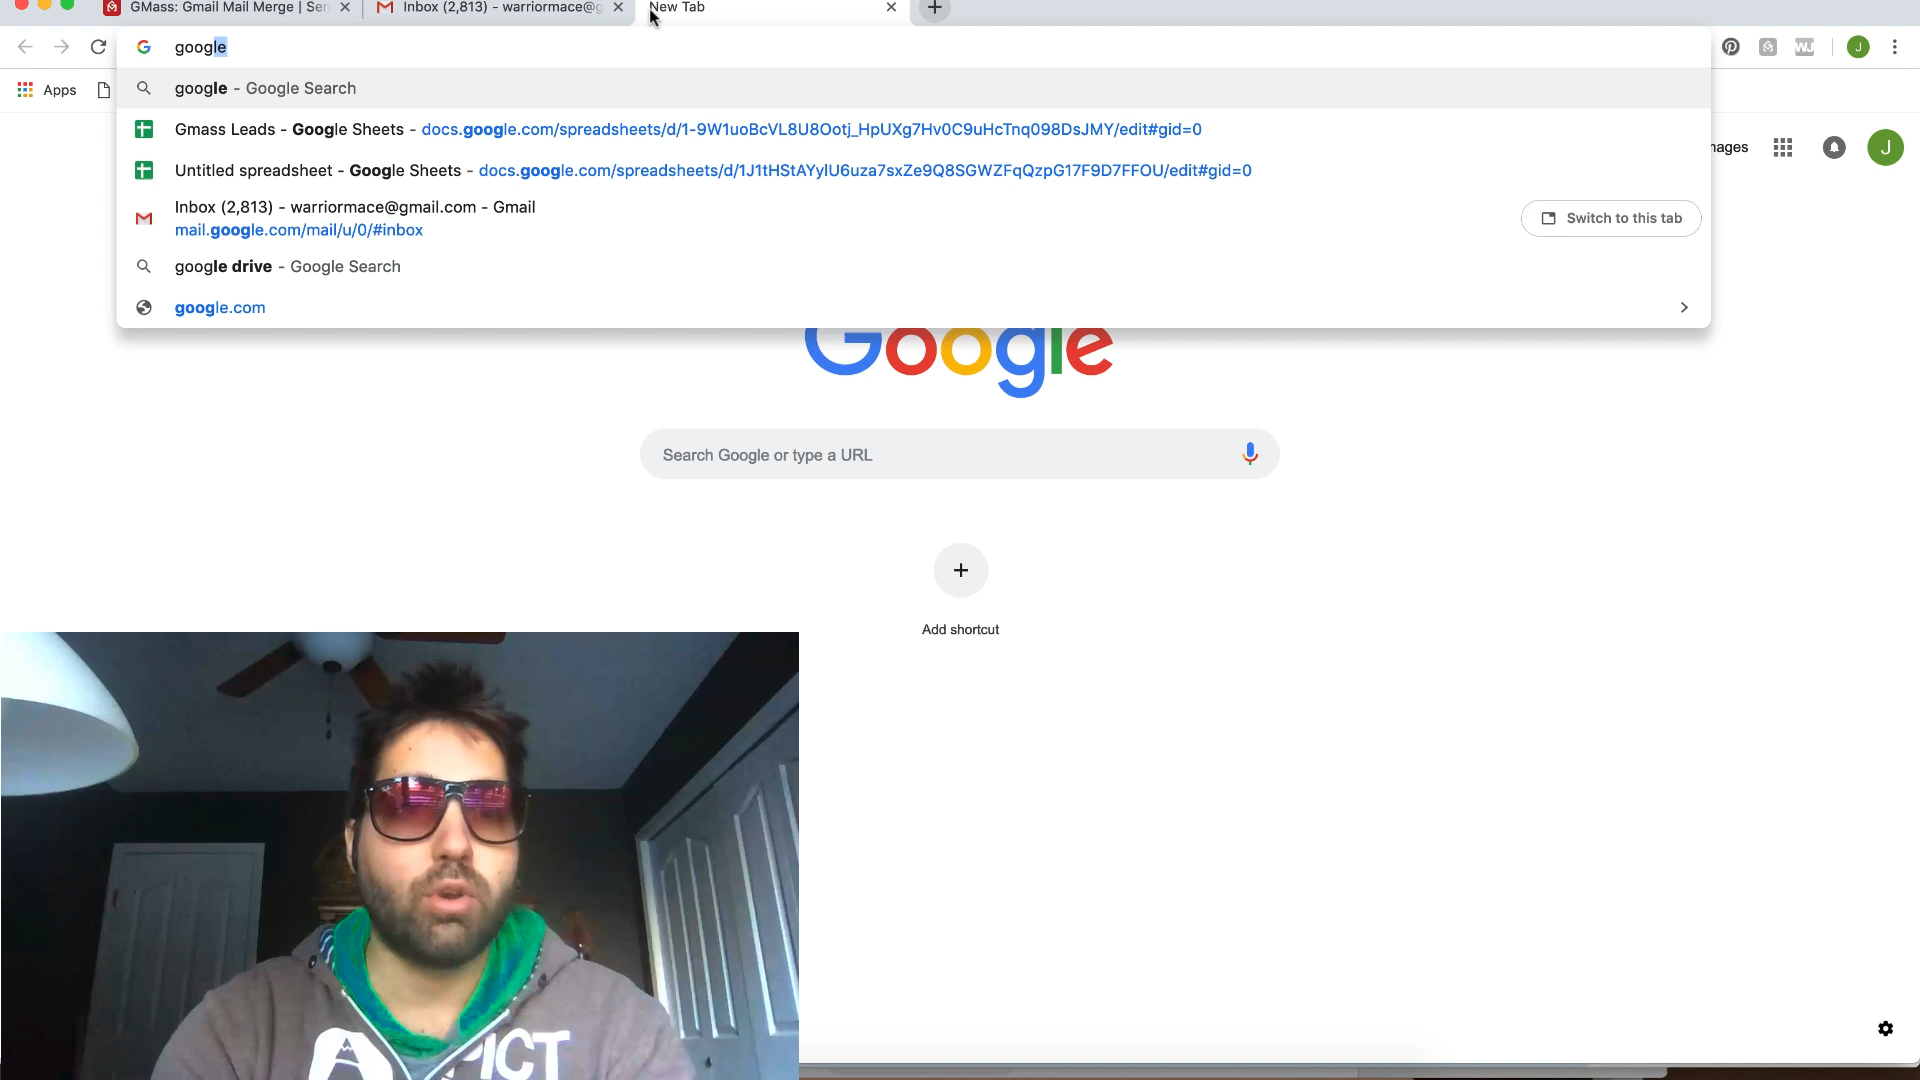 GMass: Gmail Mail Merge | Ser
Inbox (2,813) - warriormace@g
New Tab
google
Apps
google - Google Search
Gmass Leads - Google Sheets - docs.google.com/spreadsheets/d/1-9W1uoBcVL8U8Ootj_HpUXg7Hv0C9uHcTnq098DsJMY/edit#gid=0
Untitled spreadsheet - Google Sheets - docs.google.com/spreadsheets/d/1J1tHStAYylU6uza7sxZe9Q8SGWZFqQzpG17F9D7FFOU/edit#gid=0
Inbox (2,813) - warriormace@gmail.com - Gmail
mail.google.com/mail/u/0/#inbox
Switch to this tab
google drive - Google Search
google.com
mages
J
J
Google
Search Google or type a URL
Add shortcut